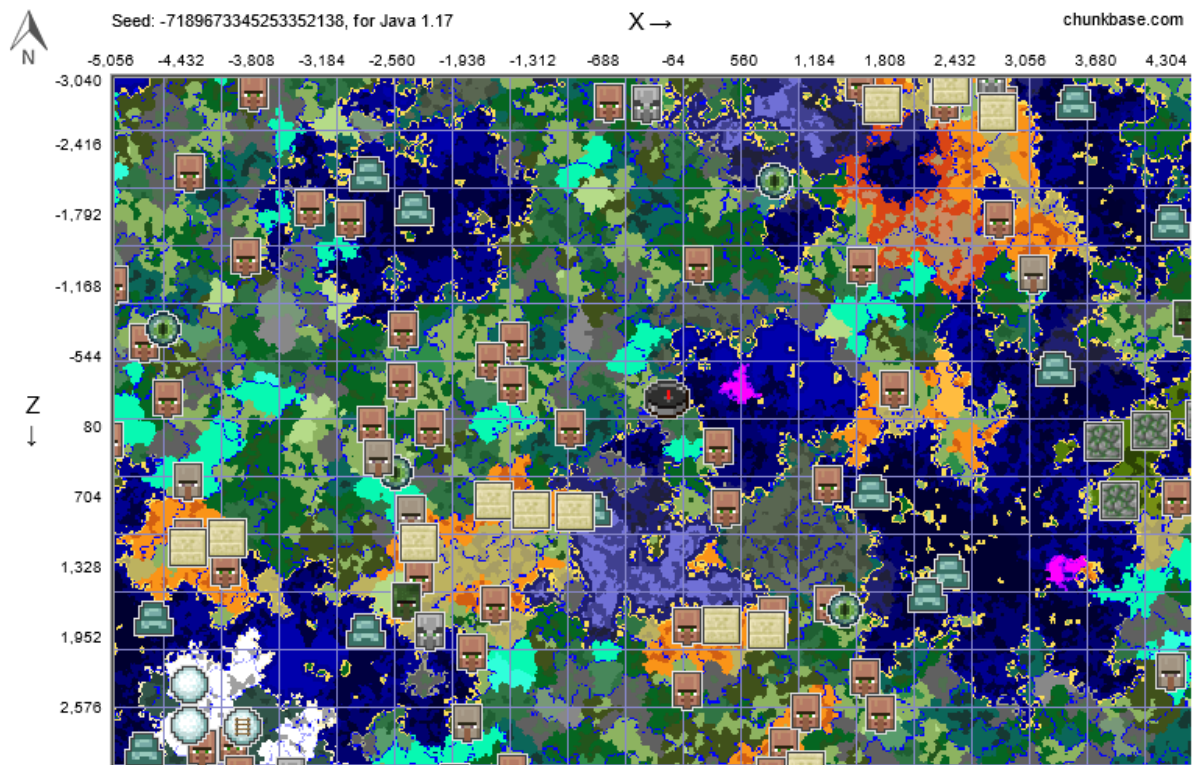 Seed: -7189673345253352138, for Java 1.17
X→
chunkbase.com
N
-5,056 -4,432 -3,808 -3,184 -2,560 -1,936 -1,312 -688 -64 560 1,184 1,808 2,432 3,056 3,680 4,304
-3,040
-2,416
-1,792
-1,168
-544
Z
↓
80
704
1,328
1,952
2,576